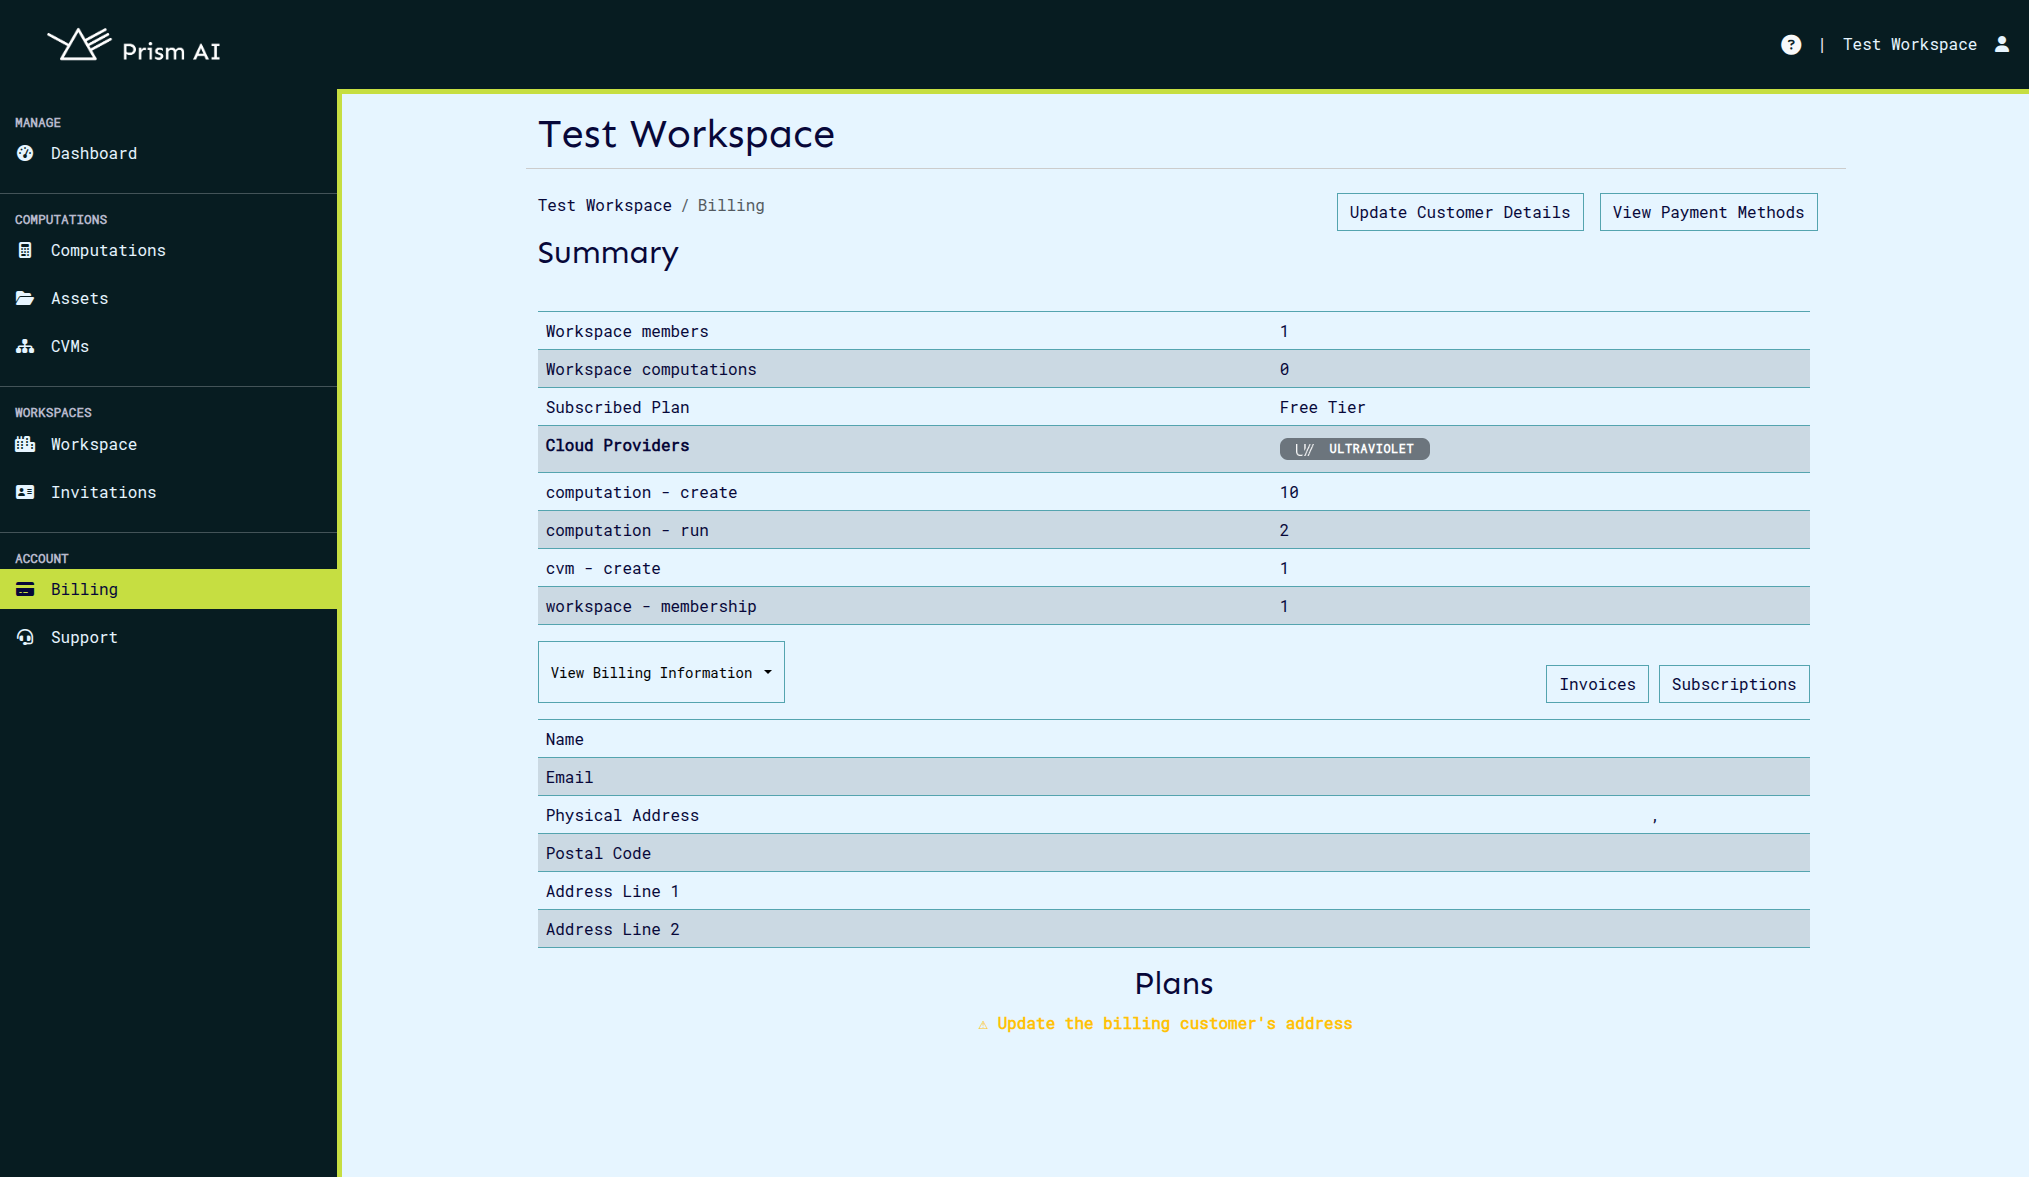 Prism AI
? | Test Workspace
MANAGE
Dashboard
COMPUTATIONS
Computations
Assets
CVMs
WORKSPACES
Workspace
Invitations
ACCOUNT
Billing
Support
Test Workspace
Test Workspace / Billing
Update Customer Details View Payment Methods
Summary
Workspace members 1
Workspace computations 0
Subscribed Plan Free Tier
Cloud Providers ULTRAVIOLET
computation - create 10
computation - run 2
cvm - create 1
workspace - membership 1
View Billing Information
Invoices Subscriptions
Name
Email
Physical Address ,
Postal Code
Address Line 1
Address Line 2
Plans
⚠ Update the billing customer's address